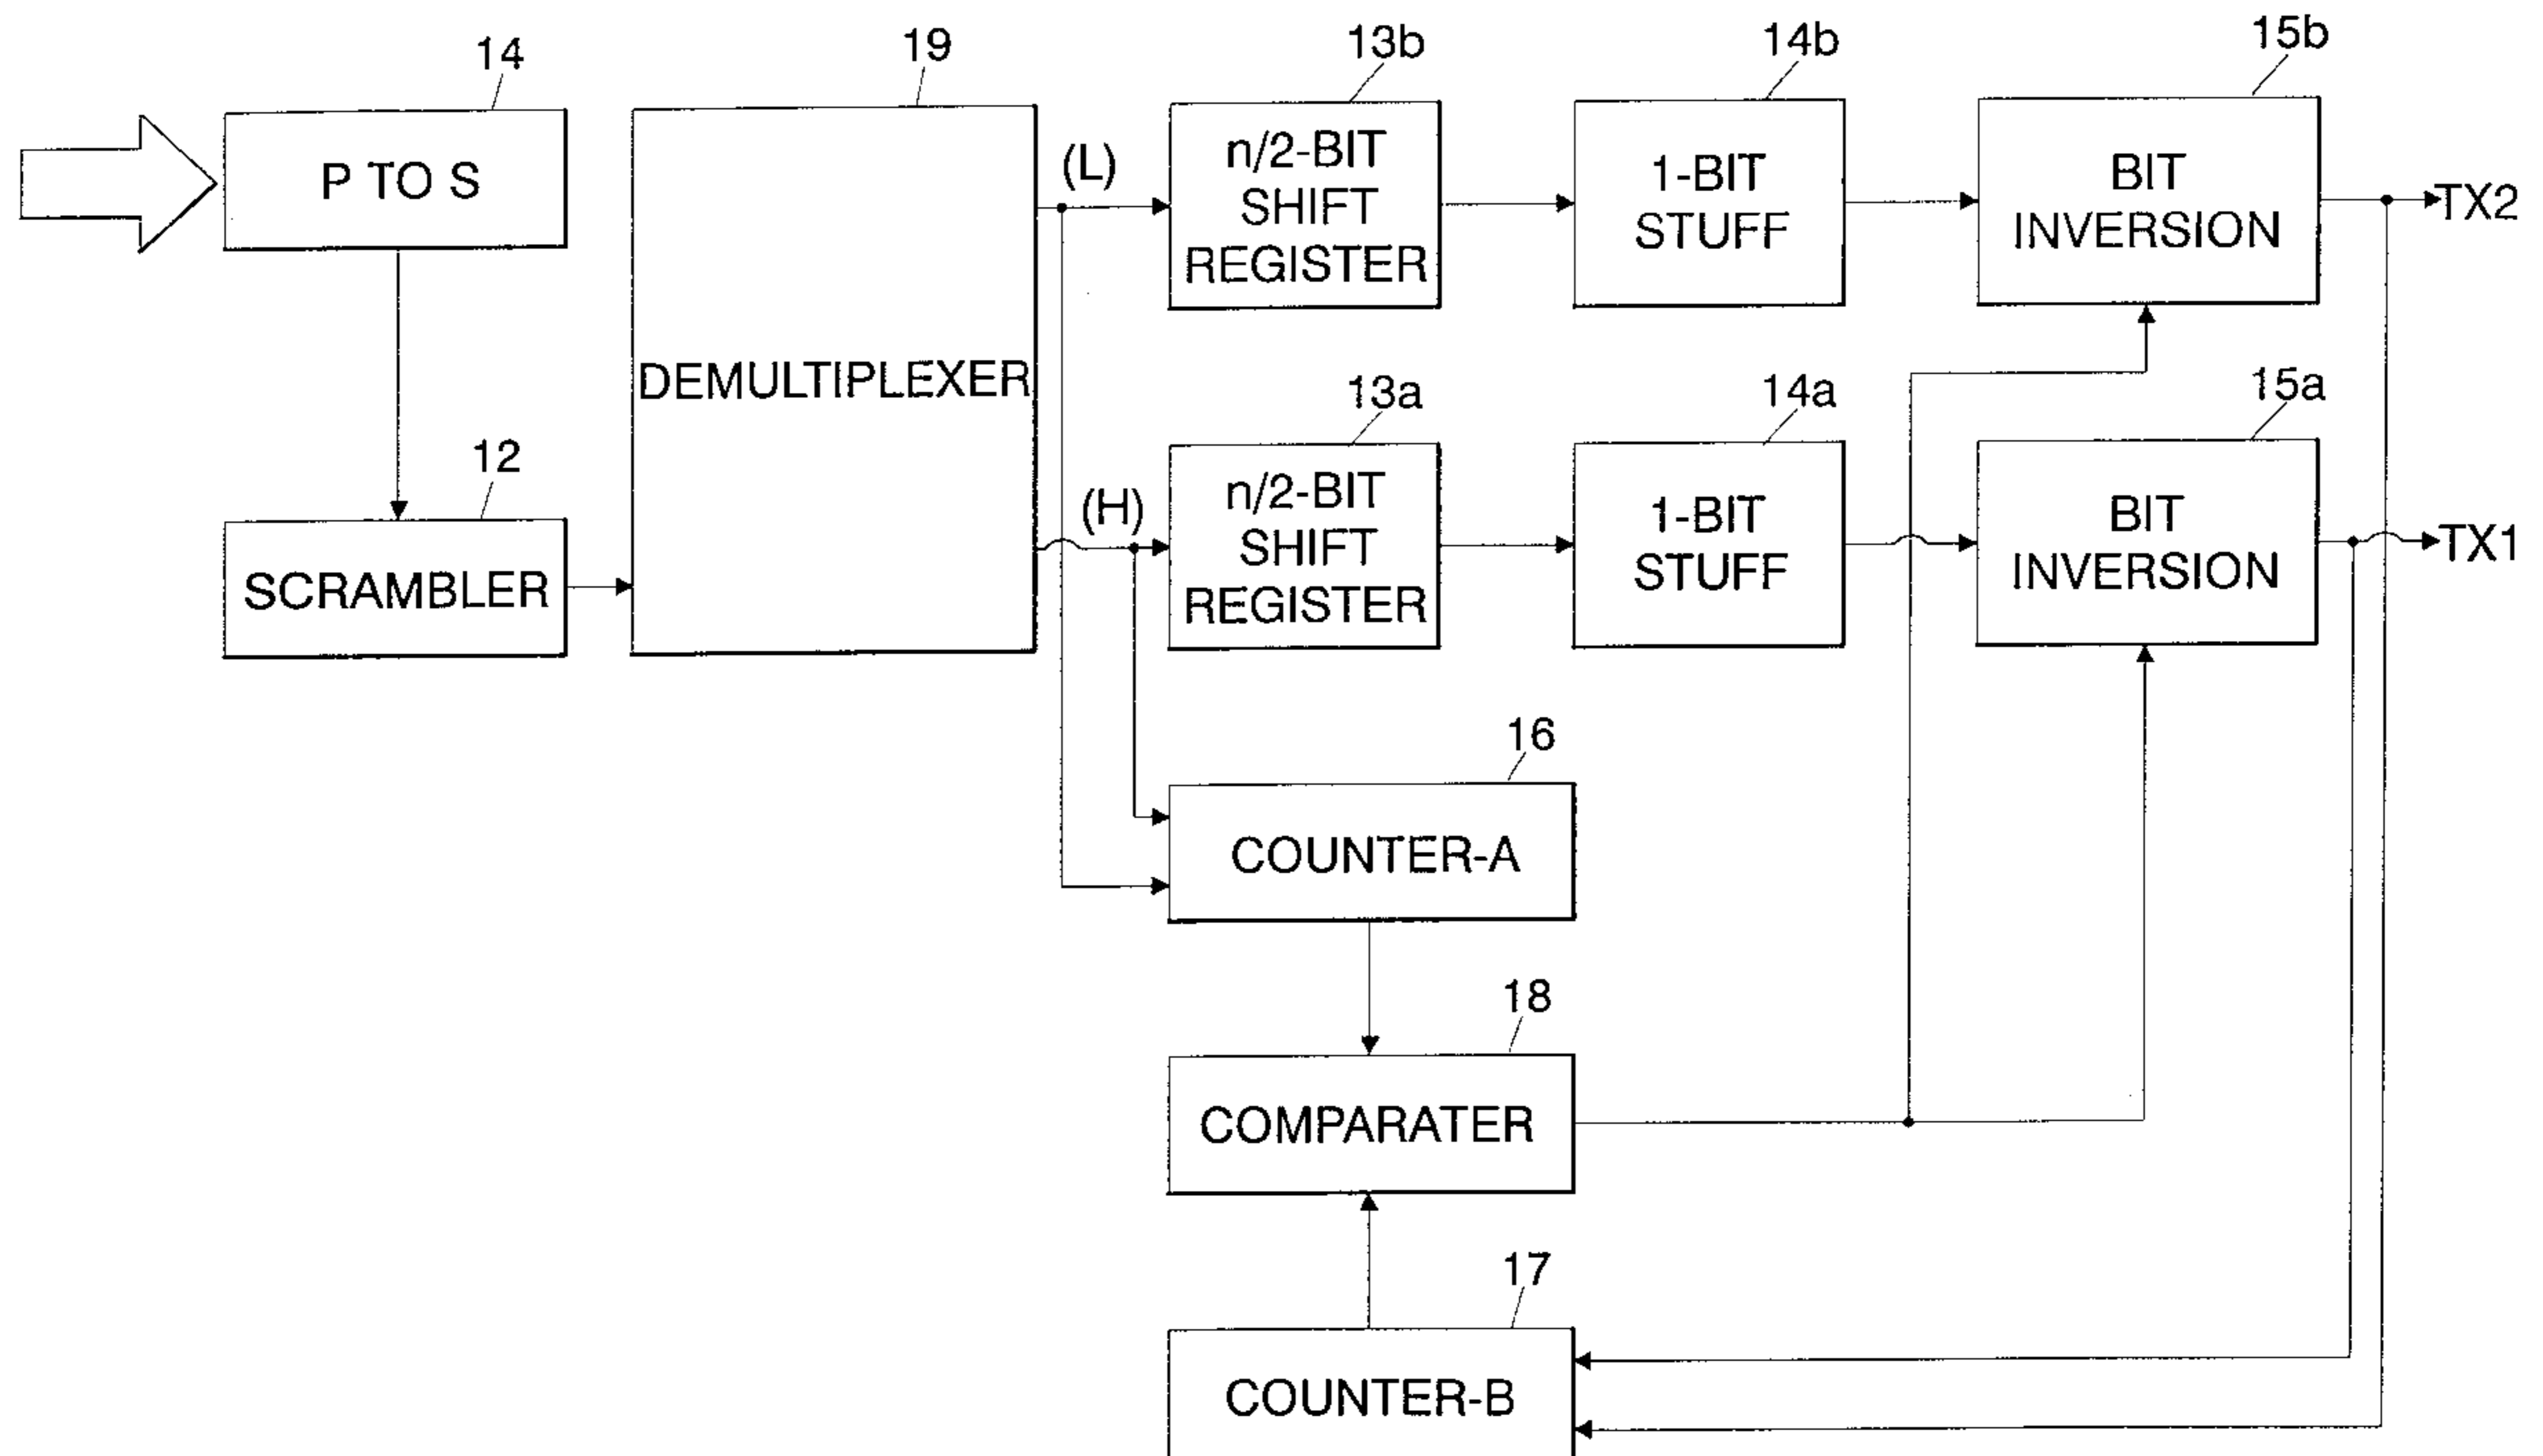 14
P TO S
12
SCRAMBLER
19
DEMULTIPLEXER
(L)
(H)
13b
n/2-BIT
SHIFT
REGISTER
14b
1-BIT
STUFF
15b
BIT
INVERSION
TX2
13a
n/2-BIT
SHIFT
REGISTER
14a
1-BIT
STUFF
15a
BIT
INVERSION
TX1
16
COUNTER-A
18
COMPARATER
17
COUNTER-B